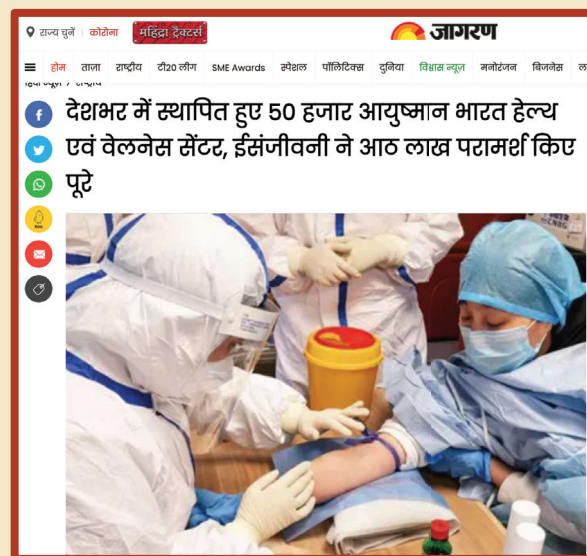 राज्य चुनें कोरोना महिंद्रा ट्रैक्टर्स जागरण
होम ताज़ा राष्ट्रीय टी20 लीग SME Awards स्पेशल पॉलिटिक्स दुनिया विश्वास न्यूज़ मनोरंजन बिजनेस
देशभर में स्थापित हुए 50 हजार आयुष्मान भारत हेल्थ
एवं वेलनेस सेंटर, ईसंजीवनी ने आठ लाख परामर्श किए
पूरे